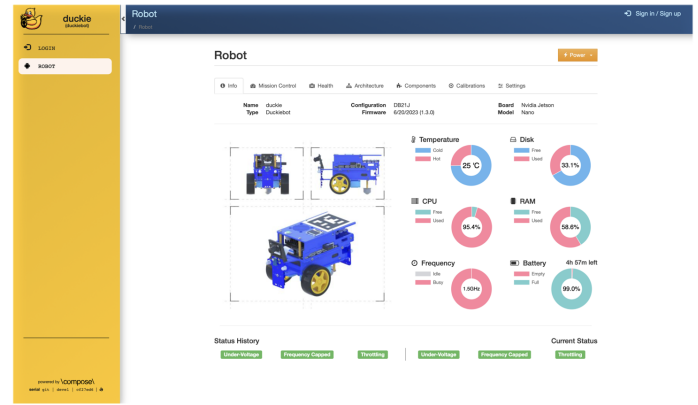 duckie
(duckiebot)
LOGIN
ROBOT
powered by \compose\
serial git | devel |
Robot
/ Robot
Sign in / Sign up
Robot
Power
Info Mission Control Health Architecture Components Calibrations Settings
Name duckie Configuration DB21J Board Nvidia Jetson
Type Duckiebot Firmware 6/20/2023 (1.3.0) Model Nano
Temperature Disk
Cold Free
Hot Used
25 °C 33.1%
CPU RAM
Free Free
Used Used
95.4% 58.6%
Frequency Battery 4h 57m left
Idle Empty
Busy Full
1.5GHz 99.0%
Status History Current Status
Under-Voltage Frequency Capped Throttling Under-Voltage Frequency Capped Throttling